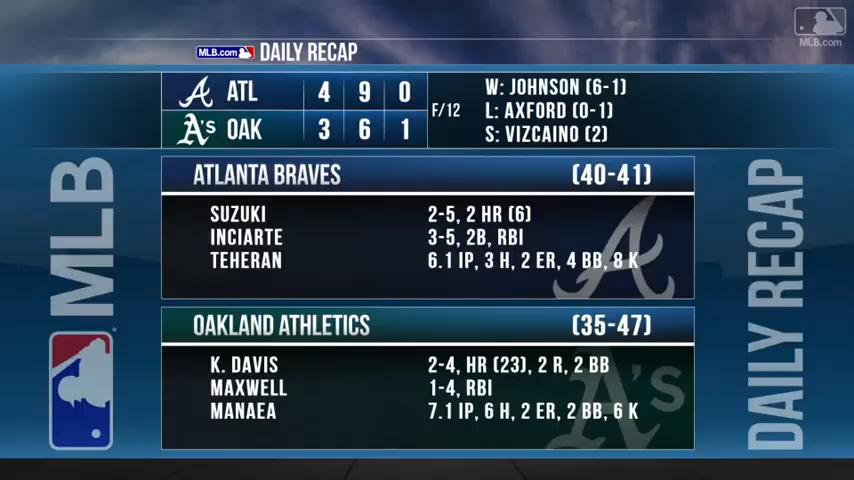 MLB.com
MLB.com DAILY RECAP
ATL 4 9 0
A's OAK 3 6 1
F/12
W: JOHNSON (6-1)
L: AXFORD (0-1)
S: VIZCAINO (2)
ATLANTA BRAVES (40-41)
SUZUKI 2-5, 2 HR (6)
INCIARTE 3-5, 2B, RBI
TEHERAN 6.1 IP, 3 H, 2 ER, 4 BB, 8 K
OAKLAND ATHLETICS (35-47)
K. DAVIS 2-4, HR (23), 2 R, 2 BB
MAXWELL 1-4, RBI
MANAEA 7.1 IP, 6 H, 2 ER, 2 BB, 6 K
A's
MLB
DAILY RECAP